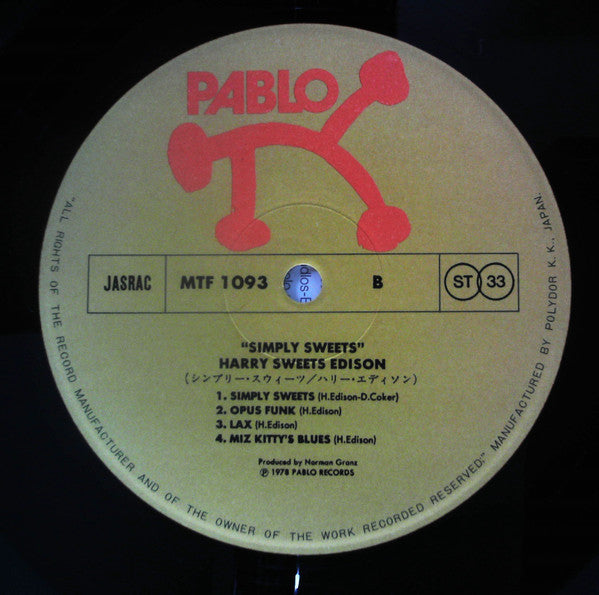 PABLO
JASRAC
MTF 1093
B
ST 33
"SIMPLY SWEETS"
HARRY SWEETS EDISON
(シンプリー・スウィーツ/ハリー・エディソン)
1. SIMPLY SWEETS (H.Edison-D.Coker)
2. OPUS FUNK (H.Edison)
3. LAX (H.Edison)
4. MIZ KITTY'S BLUES (H.Edison)
Produced by Norman Granz
Ⓟ 1978 PABLO RECORDS
"ALL RIGHTS OF THE RECORD MANUFACTURER AND OF THE OWNER OF THE WORK RECORDED RESERVED." MANUFACTURED BY POLYDOR K. K., JAPAN.